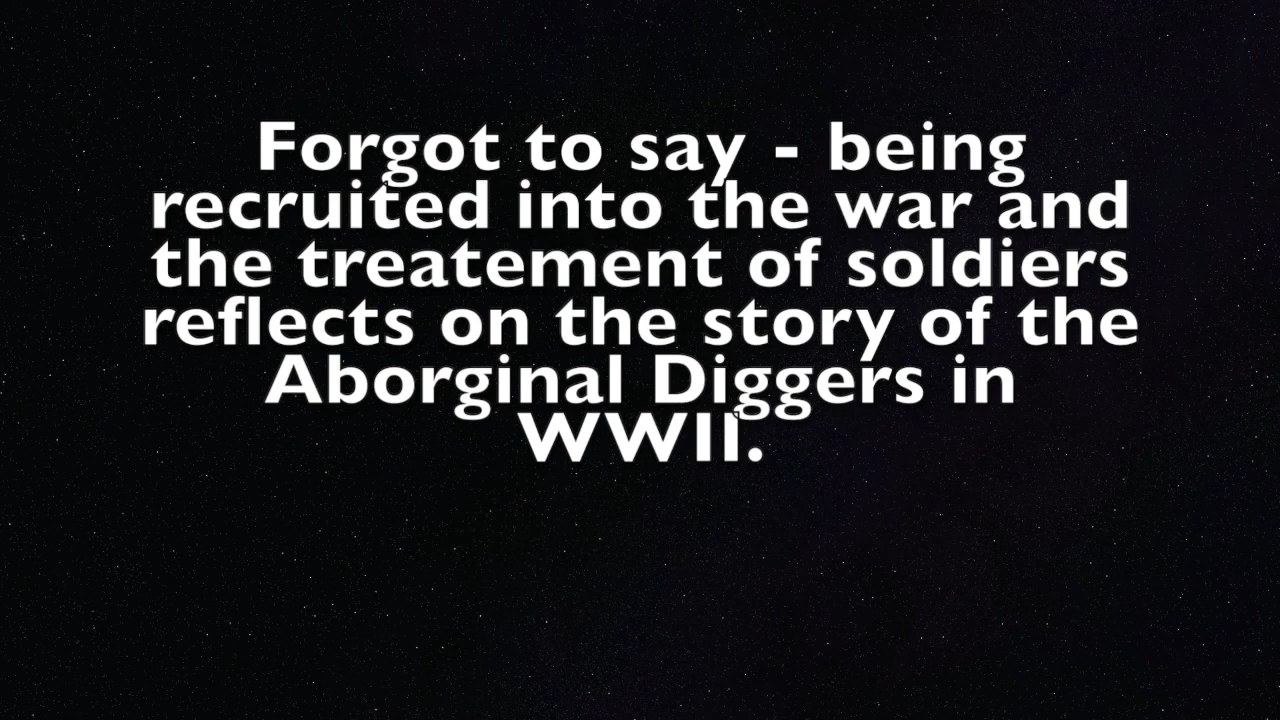 Forgot to say - being
recruited into the war and
the treatement of soldiers
reflects on the story of the
Aborginal Diggers in
WWII.